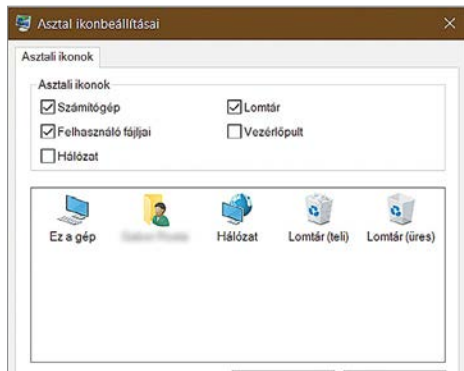 Asztal ikonbeállításai
Asztali ikonok
Asztali ikonok
Számítógép
Lomtár
Felhasználó fájljai
Vezérlőpult
Hálózat
Ez a gép
Hálózat
Lomtár (teli)
Lomtár (üres)